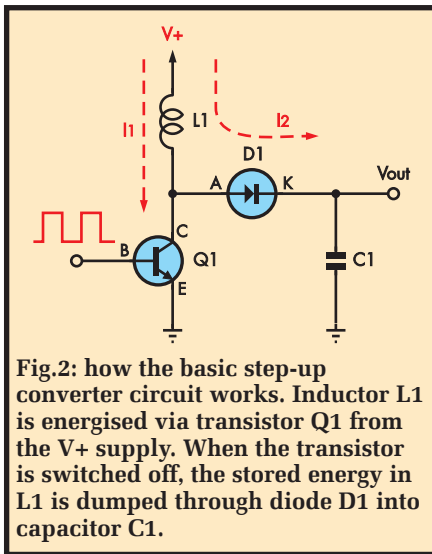 V+
I1
L1
I2
D1
A
K
Vout
C
B
Q1
C1
E
Fig.2: how the basic step-up
converter circuit works. Inductor L1
is energised via transistor Q1 from
the V+ supply. When the transistor
is switched off, the stored energy in
L1 is dumped through diode D1 into
capacitor C1.